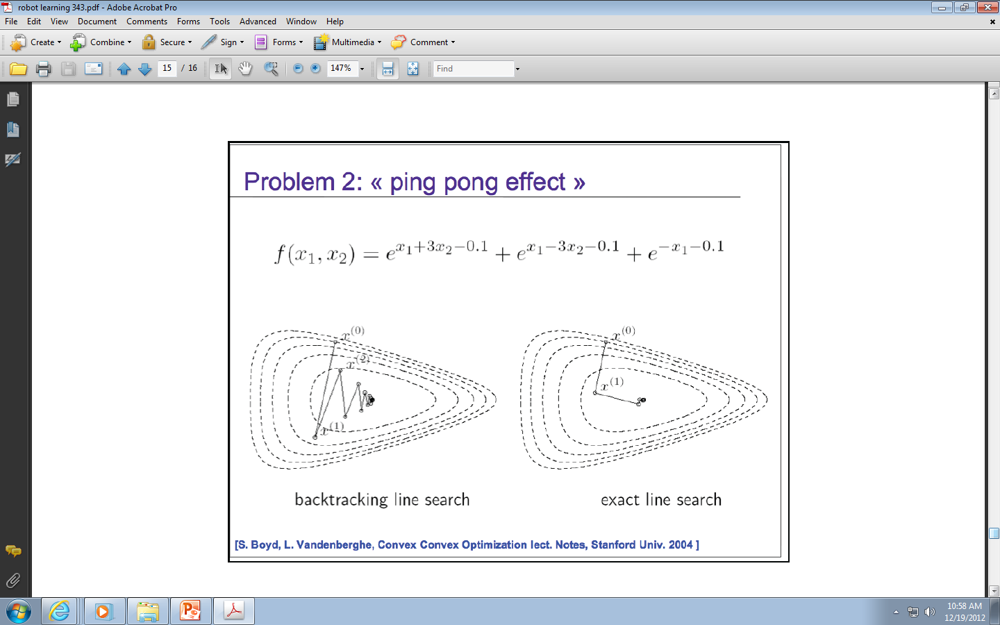 robot learning 343.pdf - Adobe Acrobat Pro
File Edit View Document Comments Forms Tools Advanced Window Help
Create Combine Secure Sign Forms Multimedia Comment
15 / 16 147% Find
Problem 2: « ping pong effect »
f(x₁, x₂) = e^{x₁+3x₂−0.1} + e^{x₁−3x₂−0.1} + e^{−x₁−0.1}
x⁽⁰⁾ x⁽⁰⁾
x⁽²⁾
x⁽¹⁾
x⁽¹⁾
backtracking line search exact line search
[S. Boyd, L. Vandenberghe, Convex Convex Optimization lect. Notes, Stanford Univ. 2004 ]
10:58 AM
12/19/2012